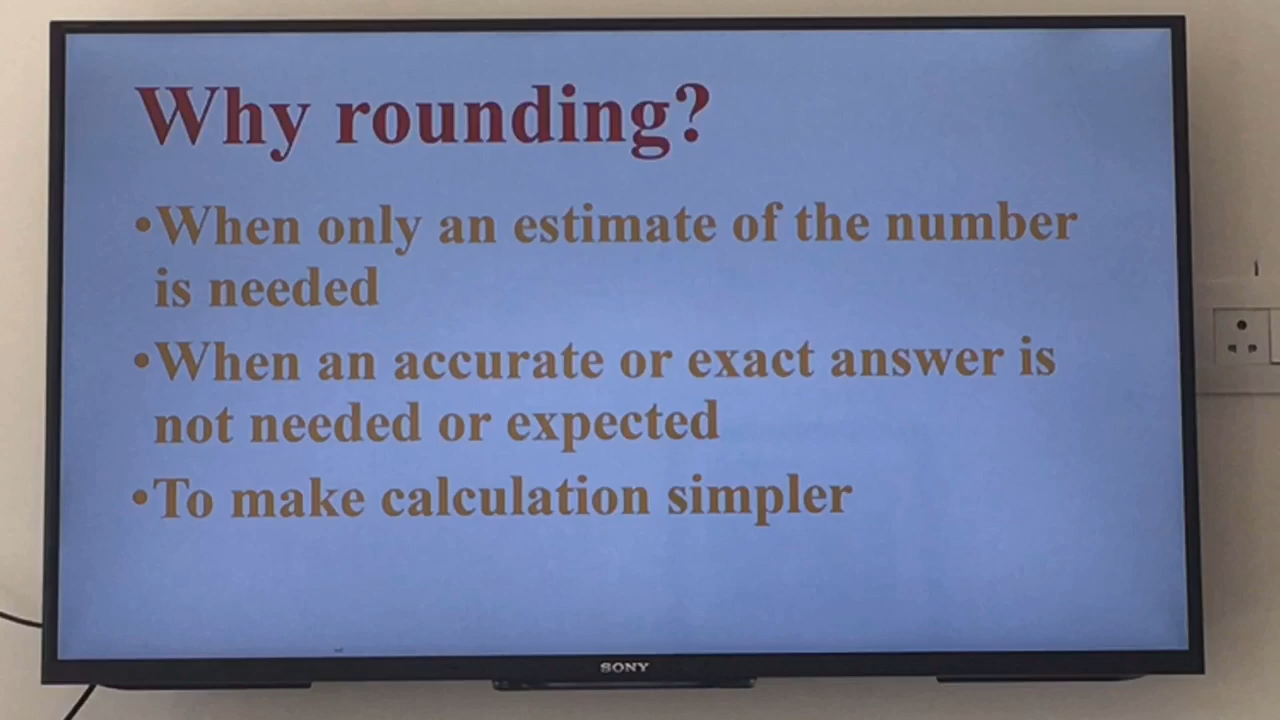 Why rounding?
•When only an estimate of the number
is needed
•When an accurate or exact answer is
not needed or expected
•To make calculation simpler
SONY